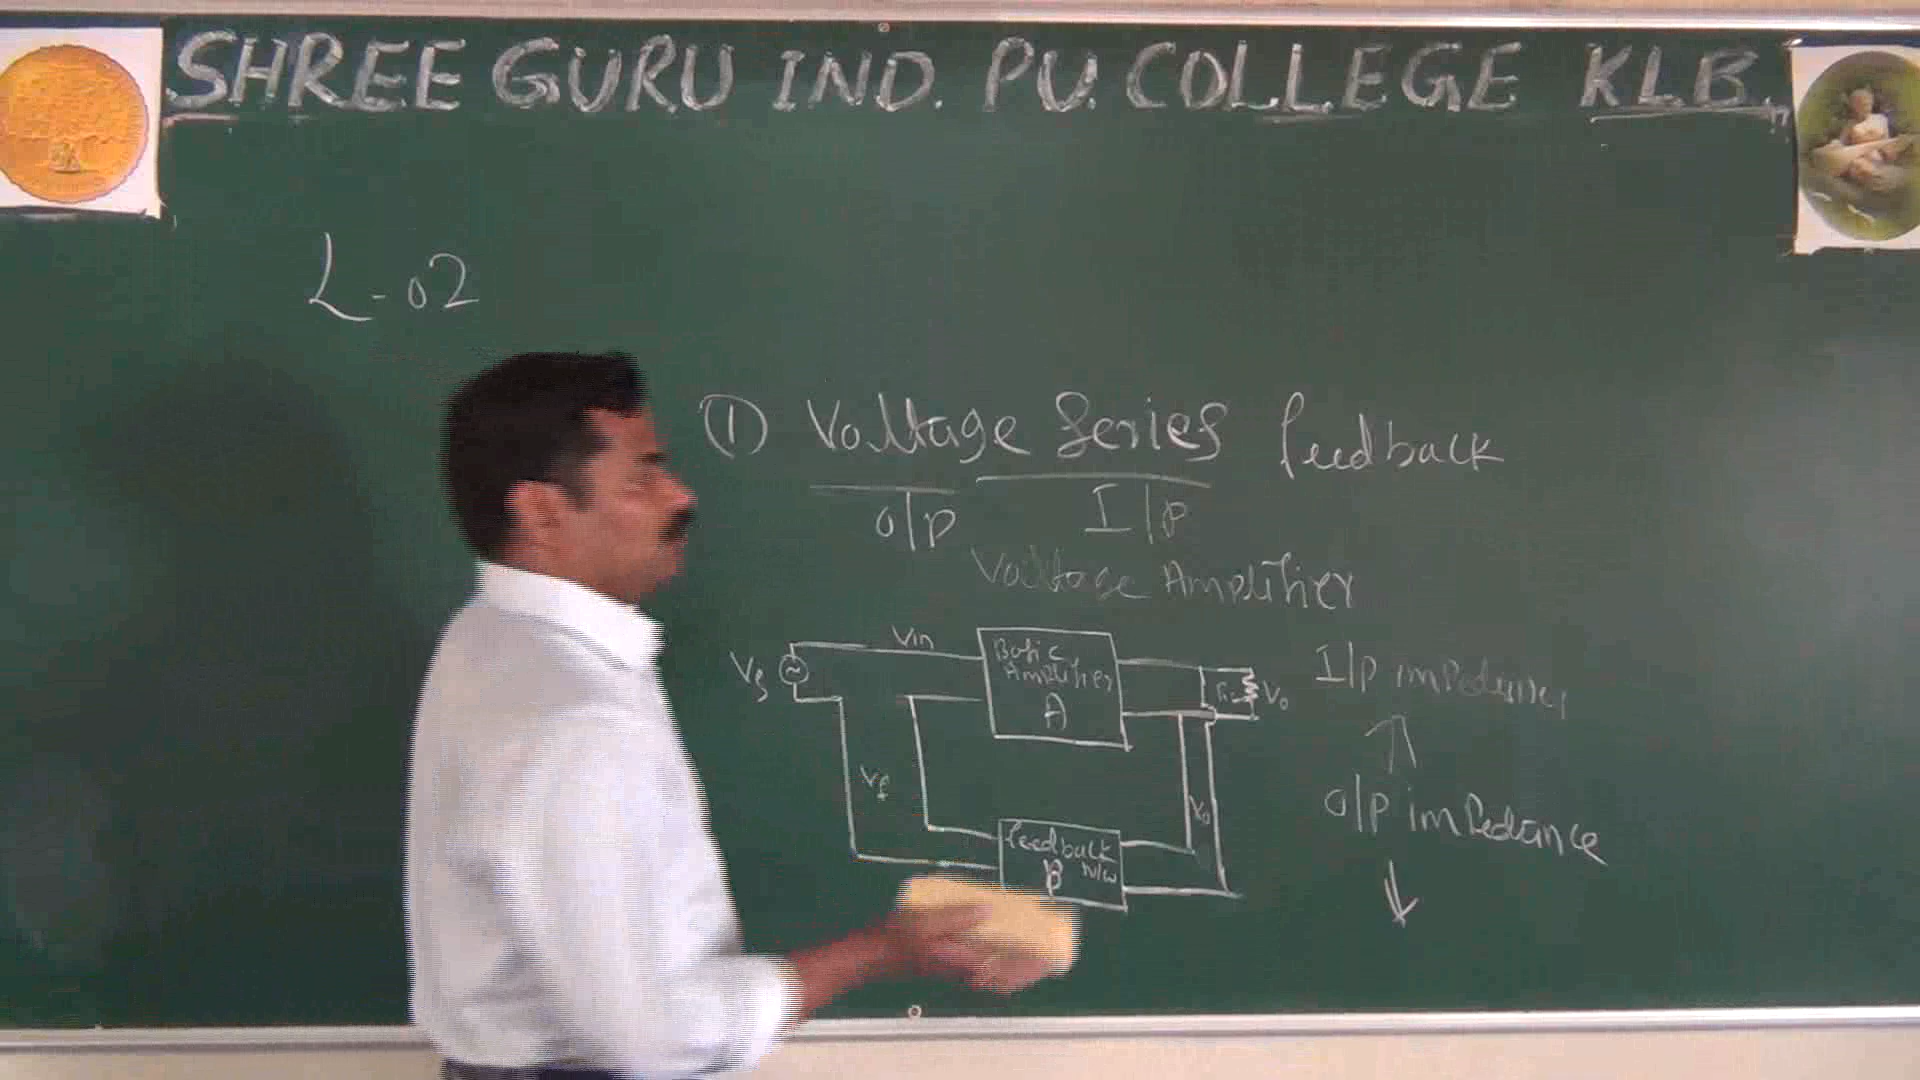 SHREE GURU IND. PU. COLLEGE KLB.
L-02
① Voltage Series feedback
O/p I/p
Voltage Amplifier
Vs
Vin
Basic
Amplifier
A
Vo
I/p impedance
Vf
Vo
O/p impedance
↑
feedback
N/w
β
↓